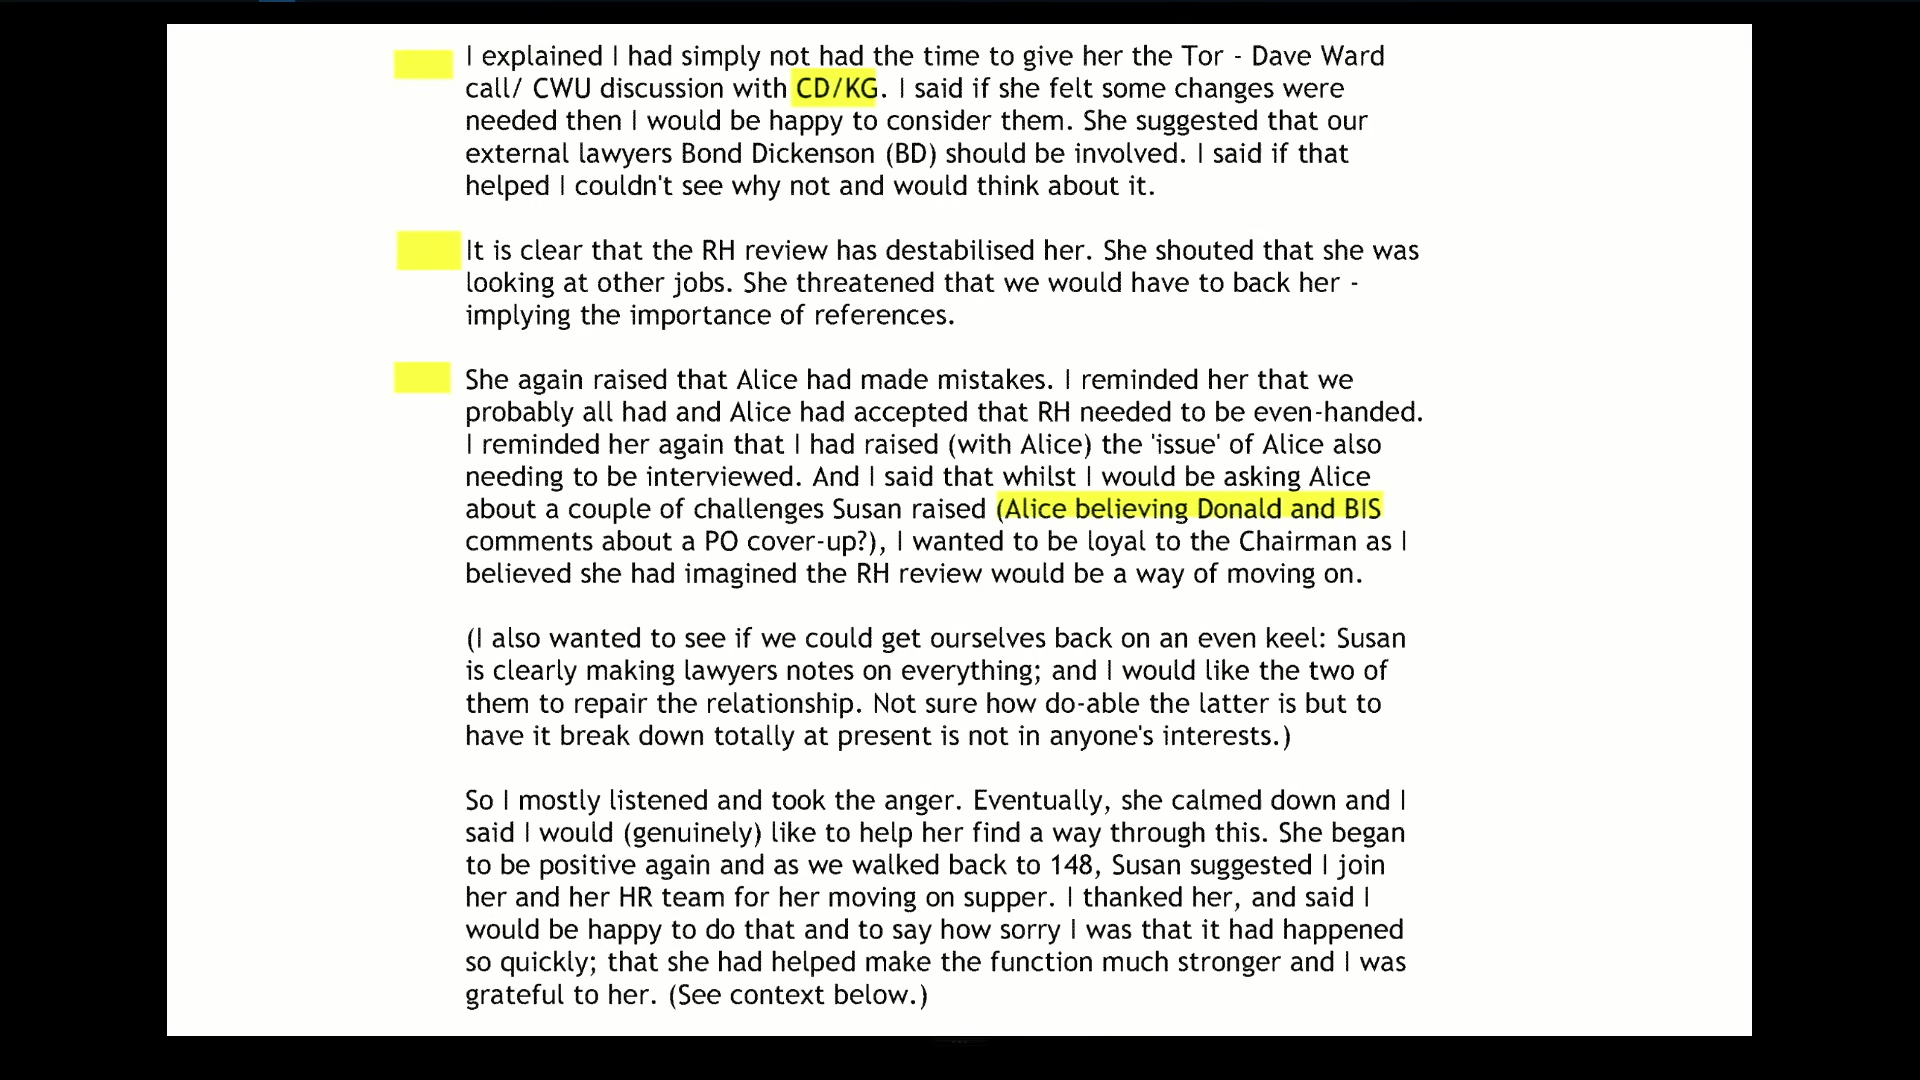 I explained I had simply not had the time to give her the Tor - Dave Ward
call/ CWU discussion with CD/KG. I said if she felt some changes were
needed then I would be happy to consider them. She suggested that our
external lawyers Bond Dickenson (BD) should be involved. I said if that
helped I couldn't see why not and would think about it.
It is clear that the RH review has destabilised her. She shouted that she was
looking at other jobs. She threatened that we would have to back her -
implying the importance of references.
She again raised that Alice had made mistakes. I reminded her that we
probably all had and Alice had accepted that RH needed to be even-handed.
I reminded her again that I had raised (with Alice) the 'issue' of Alice also
needing to be interviewed. And I said that whilst I would be asking Alice
about a couple of challenges Susan raised (Alice believing Donald and BIS
comments about a PO cover-up?), I wanted to be loyal to the Chairman as I
believed she had imagined the RH review would be a way of moving on.
(I also wanted to see if we could get ourselves back on an even keel: Susan
is clearly making lawyers notes on everything; and I would like the two of
them to repair the relationship. Not sure how do-able the latter is but to
have it break down totally at present is not in anyone's interests.)
So I mostly listened and took the anger. Eventually, she calmed down and I
said I would (genuinely) like to help her find a way through this. She began
to be positive again and as we walked back to 148, Susan suggested I join
her and her HR team for her moving on supper. I thanked her, and said I
would be happy to do that and to say how sorry I was that it had happened
so quickly; that she had helped make the function much stronger and I was
grateful to her. (See context below.)